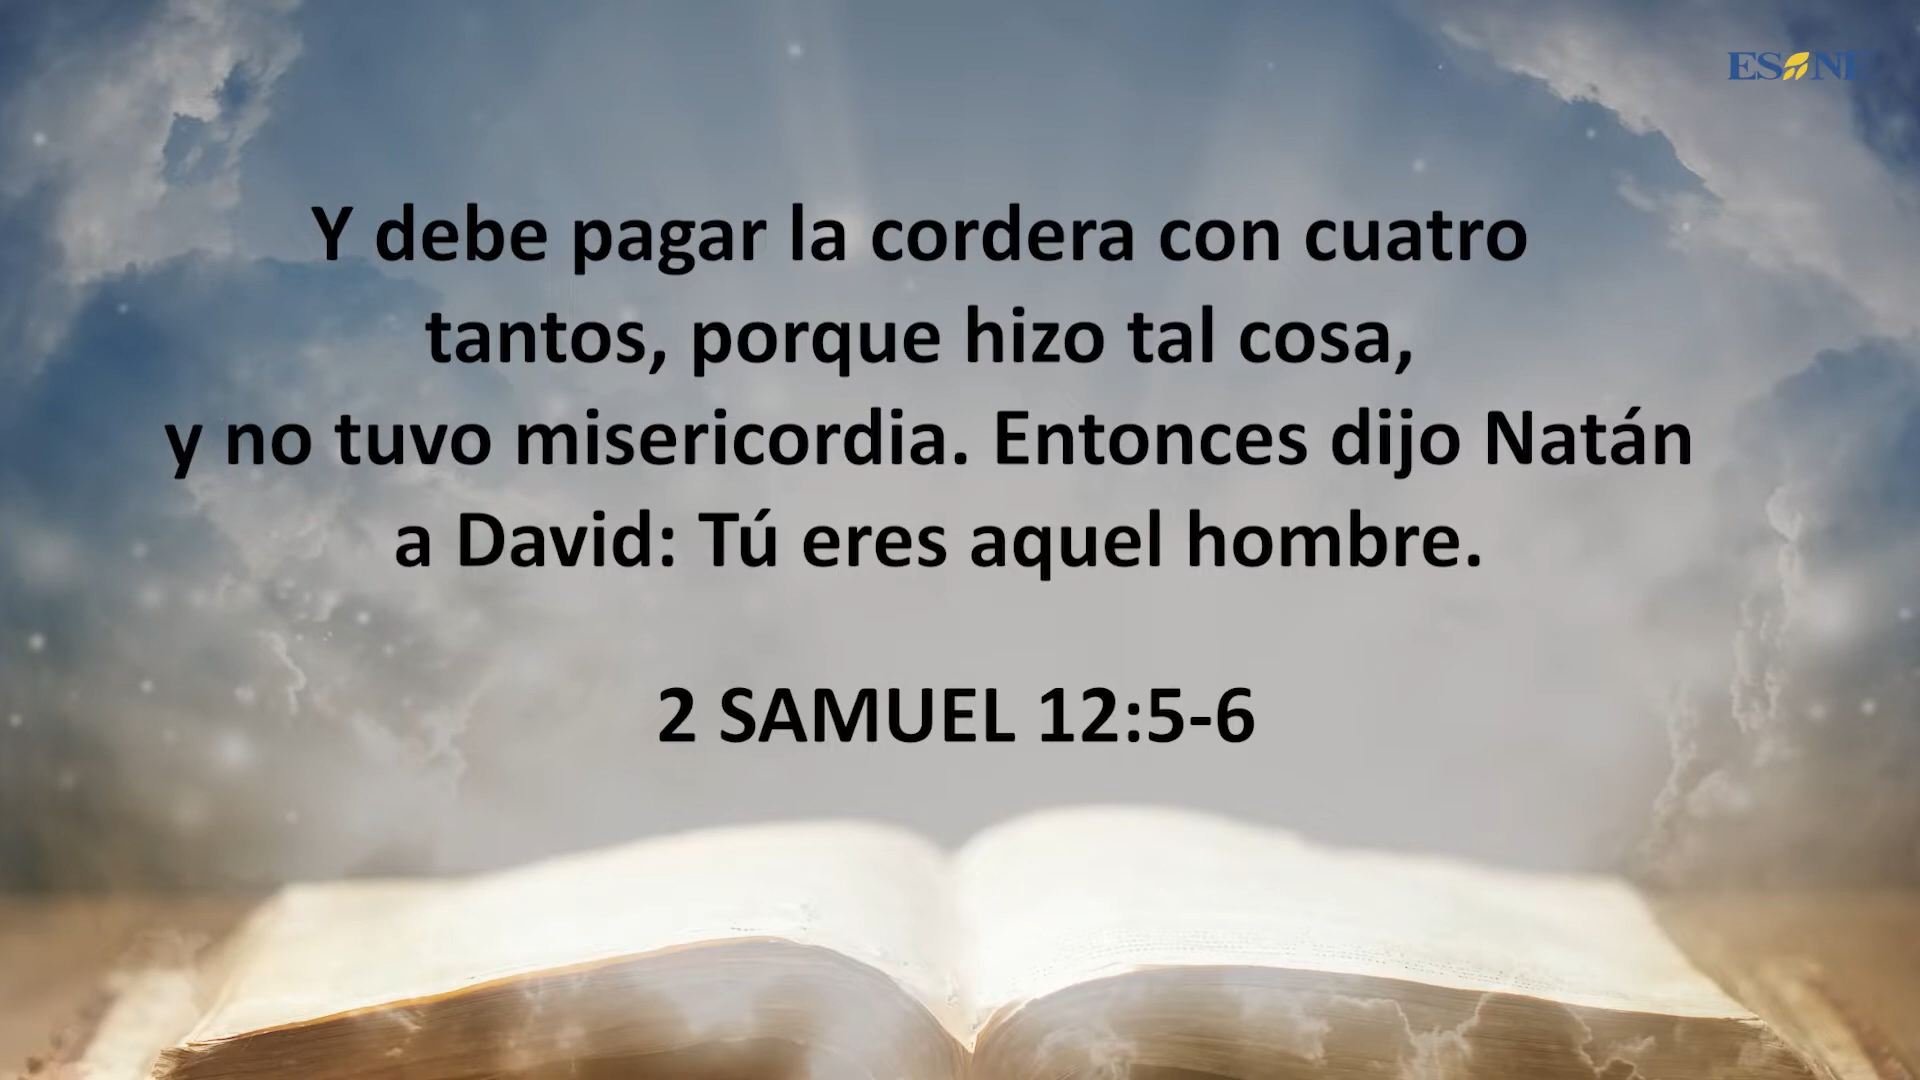 ESANE
Y debe pagar la cordera con cuatro
tantos, porque hizo tal cosa,
y no tuvo misericordia. Entonces dijo Natán
a David: Tú eres aquel hombre.
2 SAMUEL 12:5-6